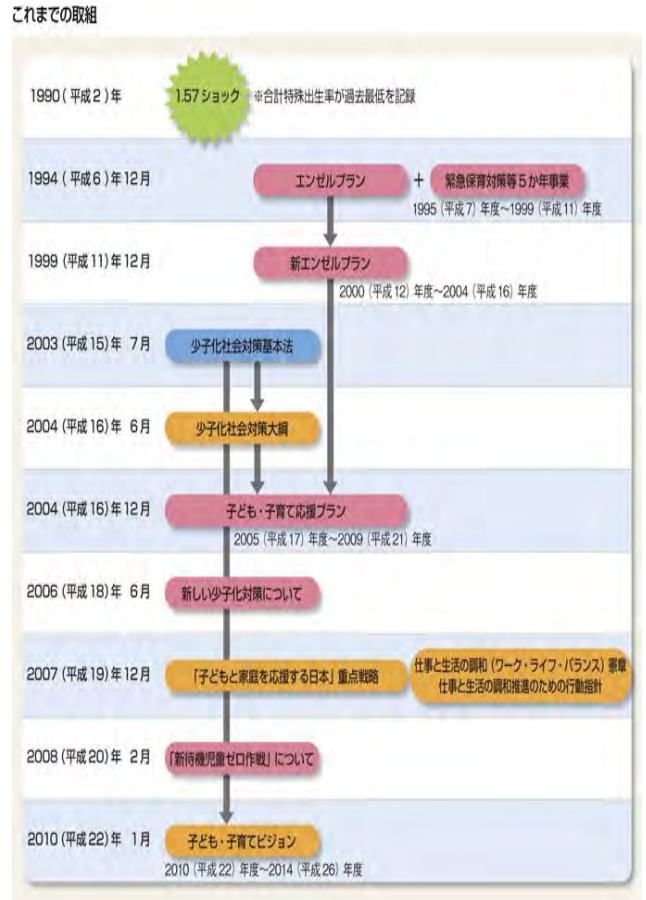 これまでの取組
1990(平成2)年
1.57ショック
※合計特殊出生率が過去最低を記録
1994(平成6)年12月
エンゼルプラン
+
緊急保育対策等5か年事業
1995(平成7)年度~1999(平成11)年度
1999(平成11)年12月
新エンゼルプラン
2000(平成12)年度~2004(平成16)年度
2003(平成15)年 7月
少子化社会対策基本法
2004(平成16)年 6月
少子化社会対策大綱
2004(平成16)年12月
子ども・子育て応援プラン
2005(平成17)年度~2009(平成21)年度
2006(平成18)年 6月
新しい少子化対策について
2007(平成19)年12月
「子どもと家庭を応援する日本」重点戦略
仕事と生活の調和(ワーク・ライフ・バランス)憲章
仕事と生活の調和推進のための行動指針
2008(平成20)年 2月
「新待機児童ゼロ作戦」について
2010(平成22)年 1月
子ども・子育てビジョン
2010(平成22)年度~2014(平成26)年度